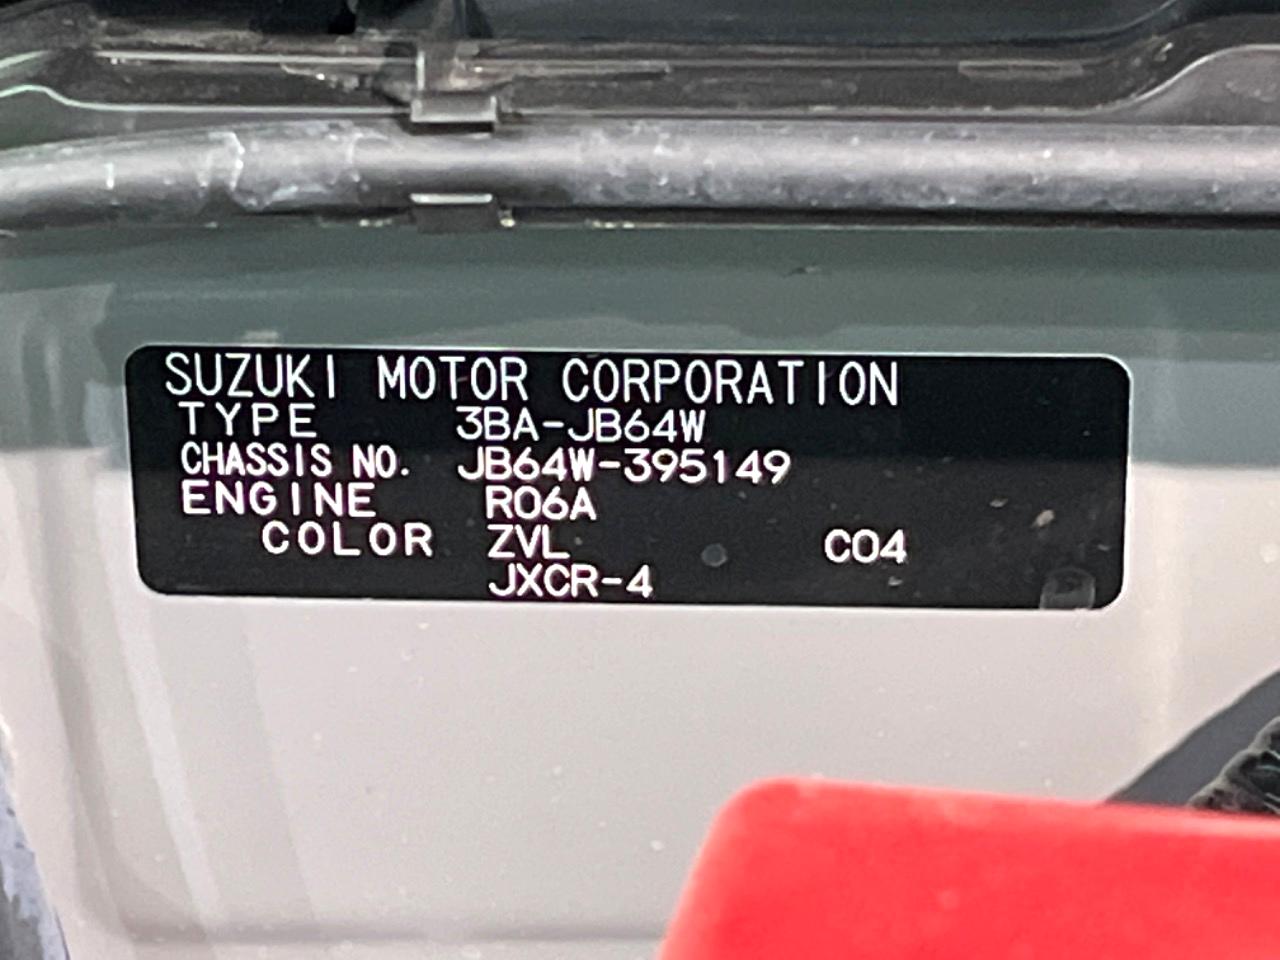 SUZUKI MOTOR CORPORATION
TYPE 3BA-JB64W
CHASSIS NO. JB64W-395149
ENGINE R06A
COLOR ZVL C04
JXCR-4